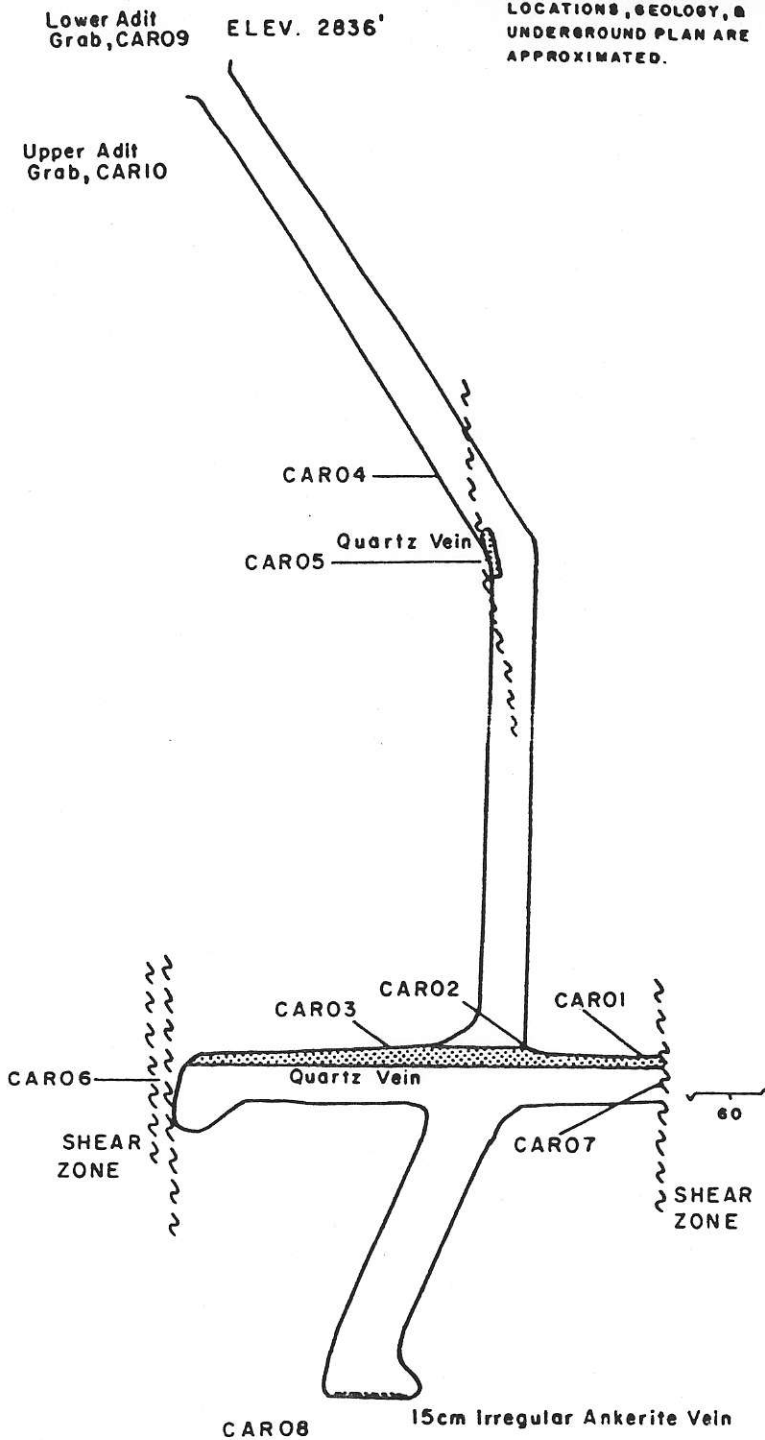 Lower Adit
Grab, CAR09
ELEV. 2836'
LOCATIONS, GEOLOGY, &
UNDERGROUND PLAN ARE
APPROXIMATED.
Upper Adit
Grab, CAR10
CAR04
Quartz Vein
CAR05
CAR03
CAR02
CAR01
CAR06
Quartz Vein
60
SHEAR
ZONE
CAR07
SHEAR
ZONE
15cm Irregular Ankerite Vein
CAR08